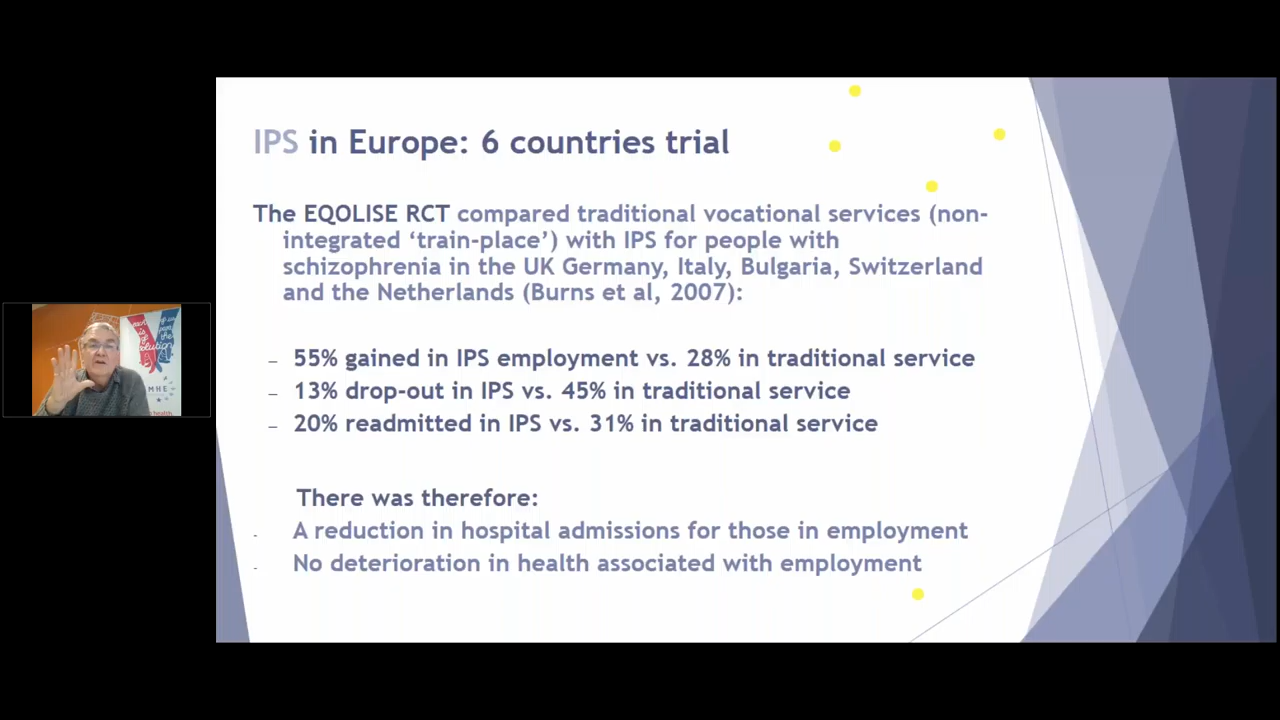 IPS in Europe: 6 countries trial
The EQOLISE RCT compared traditional vocational services (non-
integrated ‘train-place’) with IPS for people with
schizophrenia in the UK Germany, Italy, Bulgaria, Switzerland
and the Netherlands (Burns et al, 2007):
– 55% gained in IPS employment vs. 28% in traditional service
– 13% drop-out in IPS vs. 45% in traditional service
– 20% readmitted in IPS vs. 31% in traditional service
There was therefore:
- A reduction in hospital admissions for those in employment
- No deterioration in health associated with employment
MHE
health